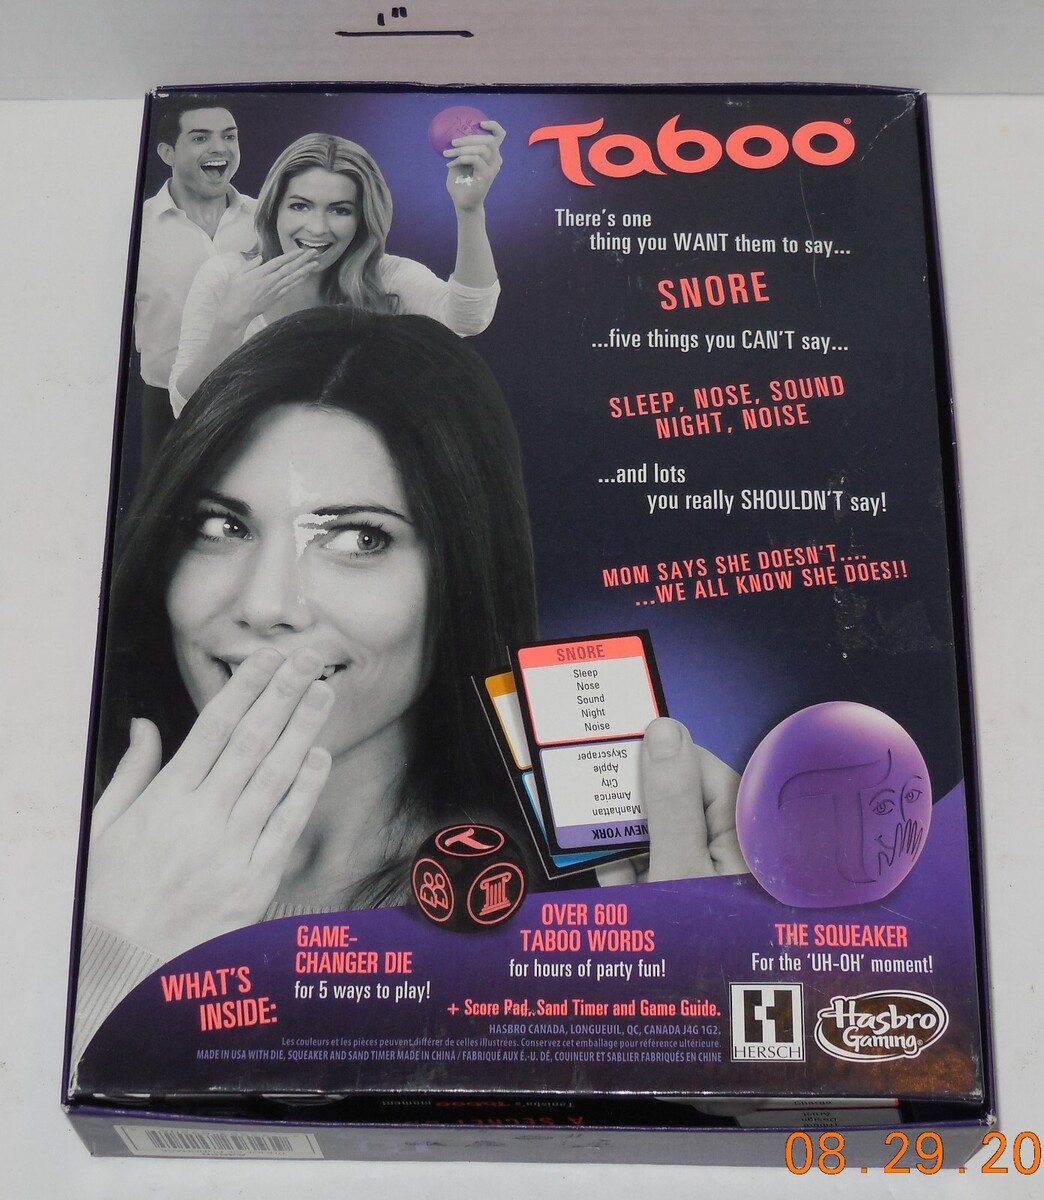 1"
Taboo®
There's one
thing you WANT them to say...
SNORE
...five things you CAN'T say...
SLEEP, NOSE, SOUND
NIGHT, NOISE
...and lots
you really SHOULDN'T say!
MOM SAYS SHE DOESN'T....
...WE ALL KNOW SHE DOES!!
SNORE
Sleep
Nose
Sound
Night
Noise
Skyscraper
Apple
City
America
Manhattan
NEW YORK
T
WHAT'S
INSIDE:
GAME-
CHANGER DIE
for 5 ways to play!
OVER 600
TABOO WORDS
for hours of party fun!
THE SQUEAKER
For the 'UH-OH' moment!
+ Score Pad, Sand Timer and Game Guide.
HASBRO CANADA, LONGUEUIL, QC, CANADA J4G 1G2.
Les couleurs et les pièces peuvent différer de celles illustrées. Conservez cet emballage pour référence ultérieure.
MADE IN USA WITH DIE, SQUEAKER AND SAND TIMER MADE IN CHINA / FABRIQUÉ AUX É.-U. DÉ, COUINEUR ET SABLIER FABRIQUÉS EN CHINE
HERSCH
Hasbro
Gaming®
Tanisha's Taboo moment
A SECRET
08.29.20